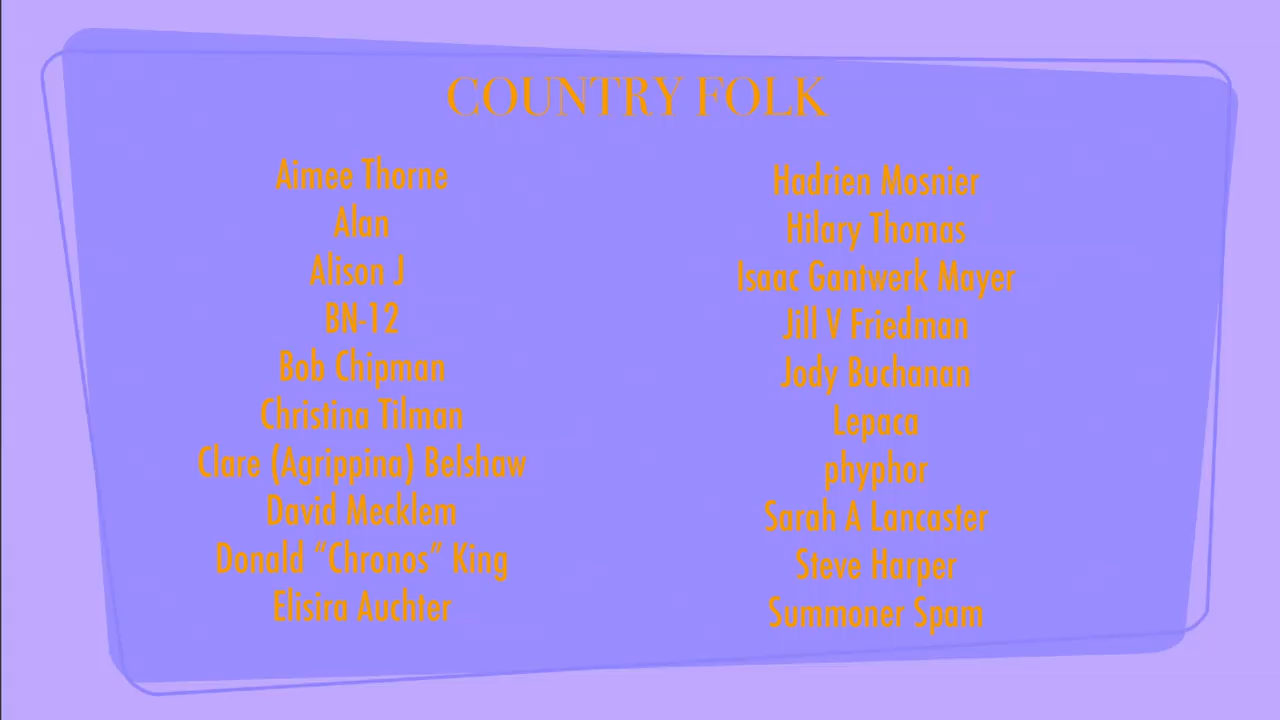 COUNTRY FOLK
Aimee Thorne
Alan
Alison J
BN-12
Bob Chipman
Christina Tilman
Clare (Agrippina) Belshaw
David Mecklem
Donald “Chronos” King
Elisira Auchter
Hadrien Mosnier
Hilary Thomas
Isaac Gantwerk Mayer
Jill V Friedman
Jody Buchanan
Lepaca
phyphor
Sarah A Lancaster
Steve Harper
Summoner Spam